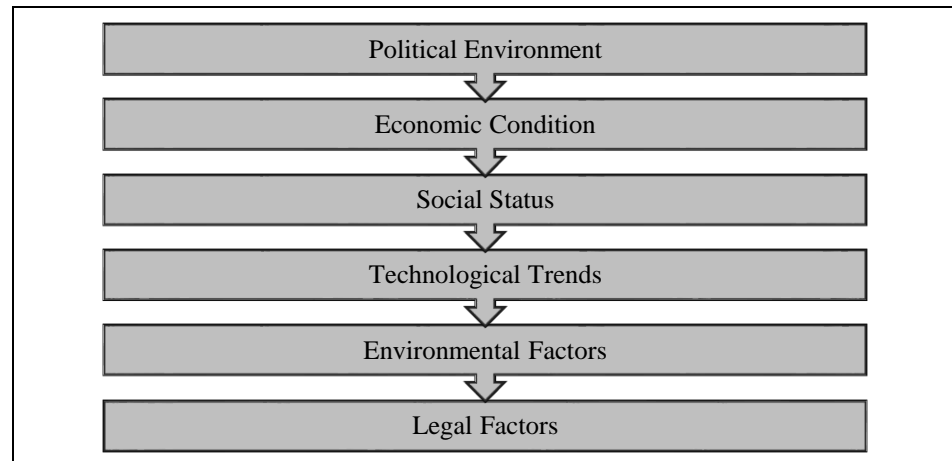 Political Environment
Economic Condition
Social Status
Technological Trends
Environmental Factors
Legal Factors